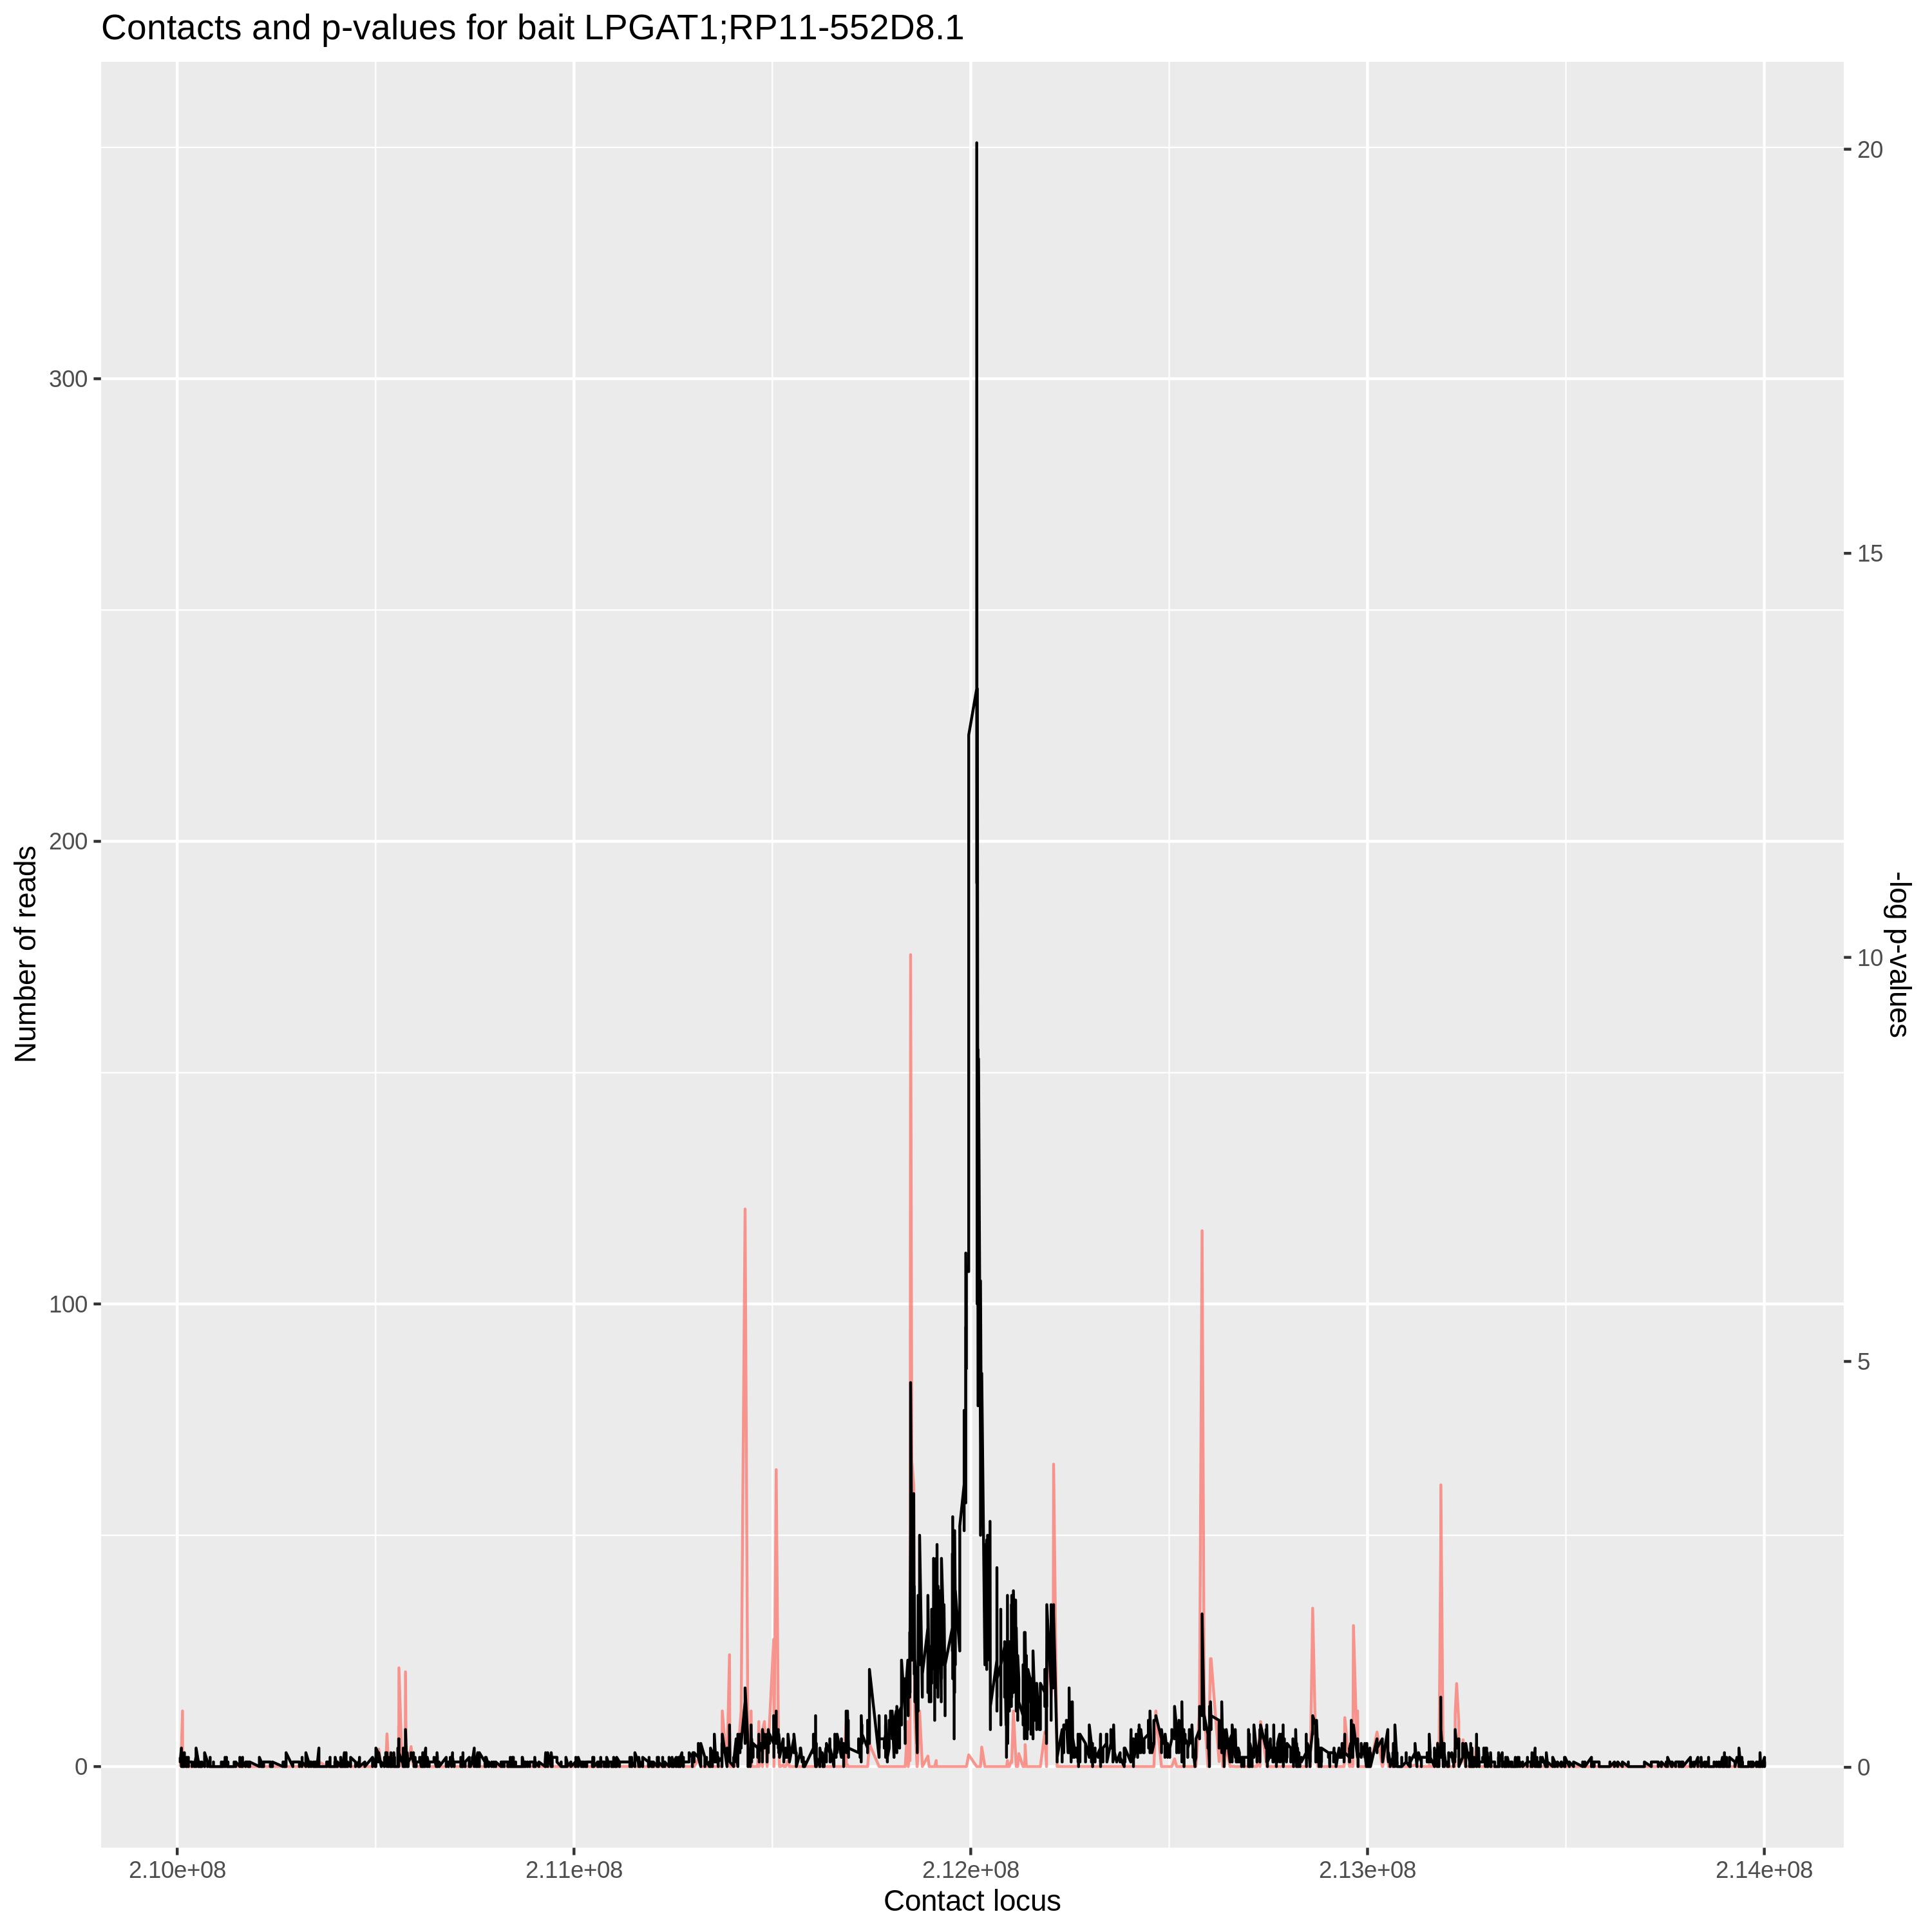 Contacts and p-values for bait LPGAT1;RP11-552D8.1
300
200
100
0
Number of reads
20
15
10
5
0
-log p-values
2.10e+08
2.11e+08
2.12e+08
2.13e+08
2.14e+08
Contact locus